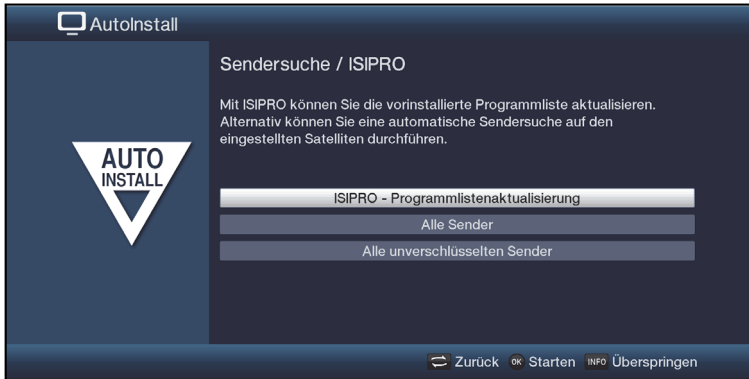 AutoInstall
Sendersuche / ISIPRO
Mit ISIPRO können Sie die vorinstallierte Programmliste aktualisieren.
Alternativ können Sie eine automatische Sendersuche auf den
eingestellten Satelliten durchführen.
AUTO
INSTALL
ISIPRO - Programmlistenaktualisierung
Alle Sender
Alle unverschlüsselten Sender
Zurück OK Starten INFO Überspringen